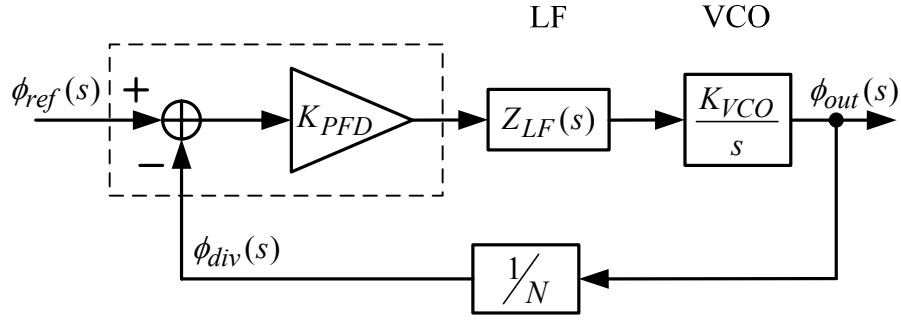 LF VCO
ϕref(s) + KPFD ZLF(s) KVCO/s ϕout(s)
−
ϕdiv(s) 1/N